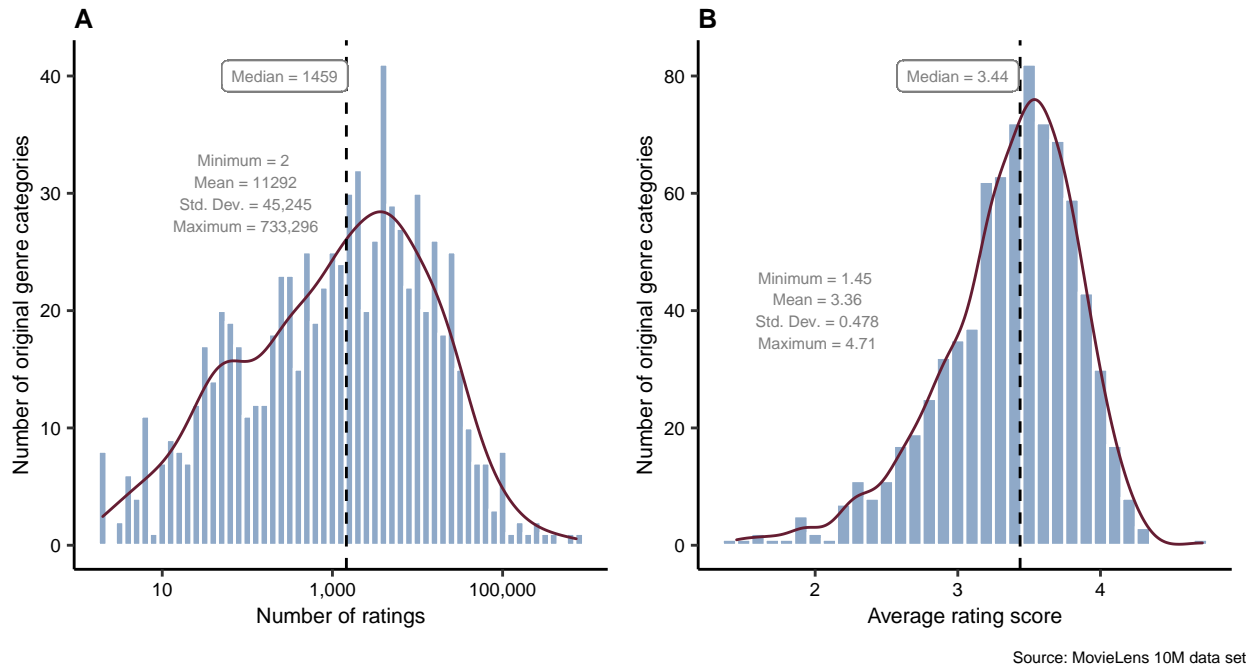 A
Median = 1459
Minimum = 2
Mean = 11292
Std. Dev. = 45,245
Maximum = 733,296
Number of original genre categories
40
30
20
10
0
10
1,000
100,000
Number of ratings
B
Median = 3.44
Minimum = 1.45
Mean = 3.36
Std. Dev. = 0.478
Maximum = 4.71
Number of original genre categories
80
60
40
20
0
2
3
4
Average rating score
Source: MovieLens 10M data set